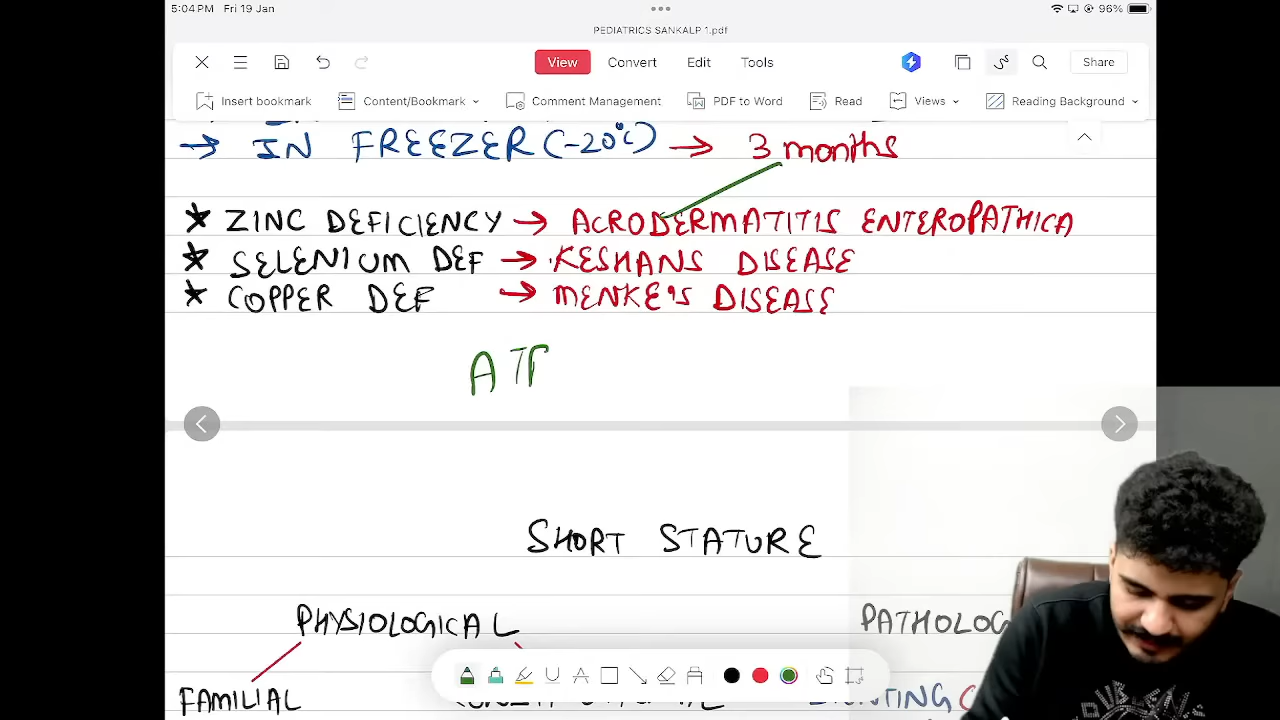 5:04 PM Fri 19 Jan
96%
PEDIATRICS SANKALP 1.pdf
View Convert Edit Tools Share
Insert bookmark Content/Bookmark Comment Management PDF to Word Read Views Reading Background
→ IN FREEZER (-20°C) → 3 months
★ ZINC DEFICIENCY → ACRODERMATITIS ENTEROPATHICA
★ SELENIUM DEF → KESHANS DISEASE
★ COPPER DEF → MENKE'S DISEASE
ATP
SHORT STATURE
PHYSIOLOGICAL PATHOLOG
FAMILIAL